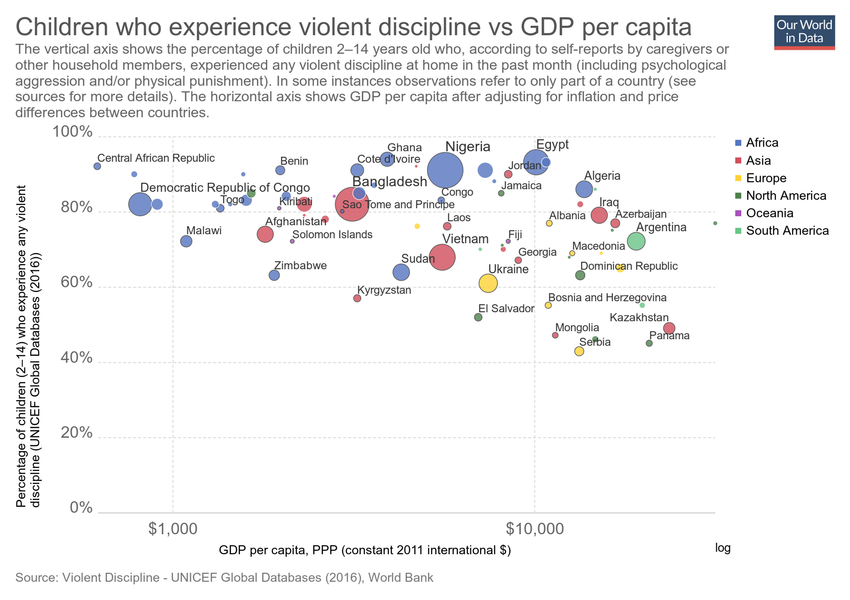 Children who experience violent discipline vs GDP per capita
Our World
in Data
The vertical axis shows the percentage of children 2–14 years old who, according to self-reports by caregivers or
other household members, experienced any violent discipline at home in the past month (including psychological
aggression and/or physical punishment). In some instances observations refer to only part of a country (see
sources for more details). The horizontal axis shows GDP per capita after adjusting for inflation and price
differences between countries.
Percentage of children (2–14) who experience any violent
discipline (UNICEF Global Databases (2016))
100%
80%
60%
40%
20%
0%
Central African Republic
Benin
Ghana
Cote d'Ivoire
Nigeria
Egypt
Jordan
Democratic Republic of Congo
Bangladesh
Jamaica
Algeria
Togo
Kiribati
Sao Tome and Principe
Congo
Iraq
Malawi
Afghanistan
Solomon Islands
Laos
Fiji
Albania
Azerbaijan
Argentina
Zimbabwe
Sudan
Vietnam
Georgia
Macedonia
Ukraine
Dominican Republic
Kyrgyzstan
El Salvador
Bosnia and Herzegovina
Kazakhstan
Mongolia
Serbia
Panama
Africa
Asia
Europe
North America
Oceania
South America
$1,000
$10,000
GDP per capita, PPP (constant 2011 international $)
log
Source: Violent Discipline - UNICEF Global Databases (2016), World Bank